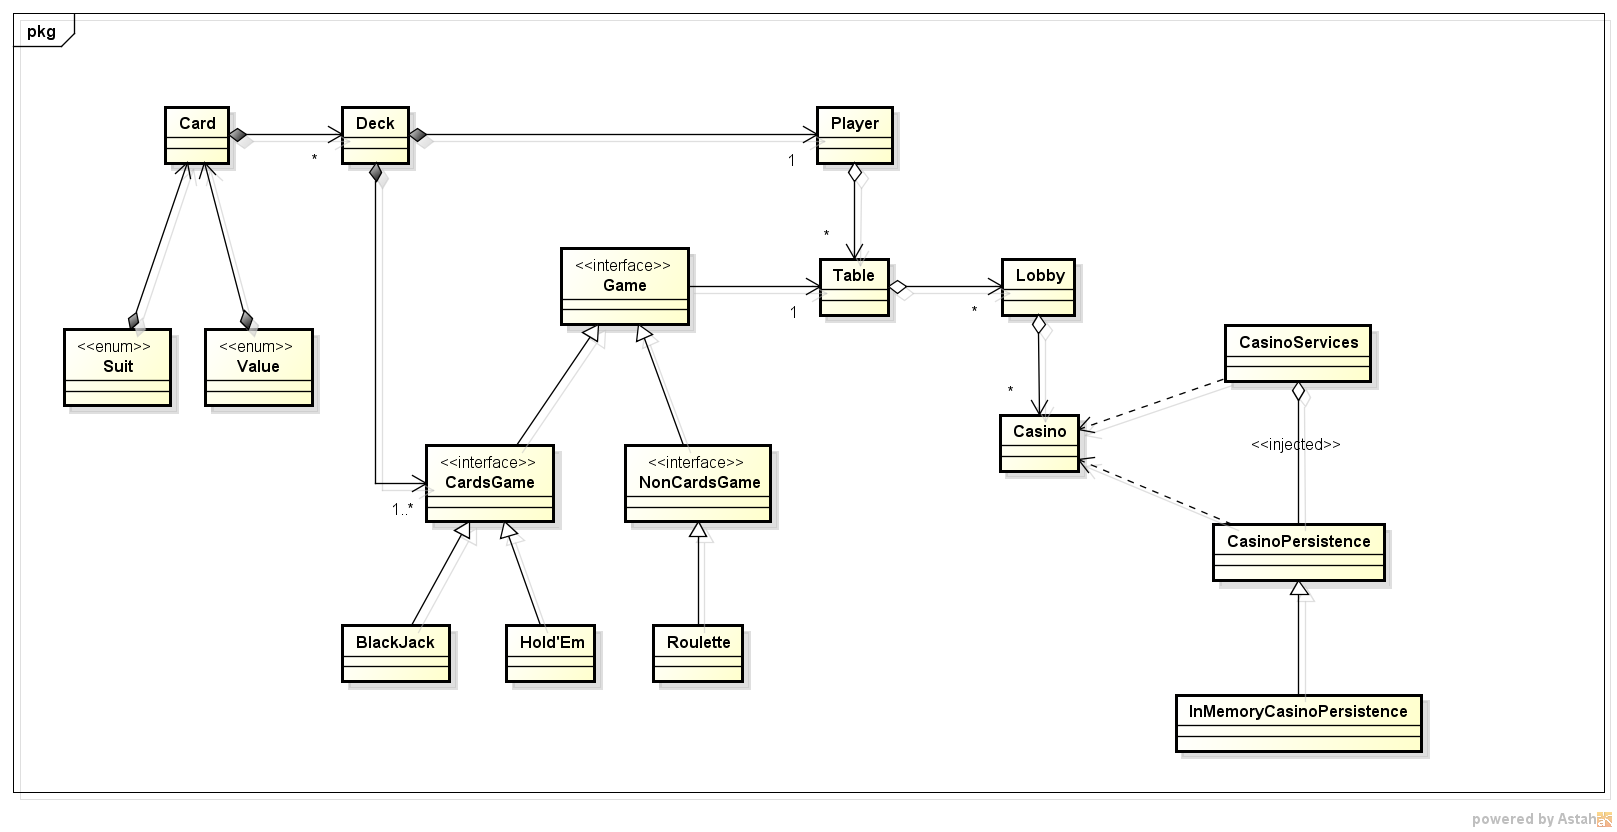 pkg
Card
Deck
Player
*
1
<<interface>>
Game
*
Table
1
Lobby
*
<<enum>>
Suit
<<enum>>
Value
CasinoServices
*
Casino
<<injected>>
<<interface>>
CardsGame
1..*
<<interface>>
NonCardsGame
CasinoPersistence
BlackJack
Hold'Em
Roulette
InMemoryCasinoPersistence
powered by Astah